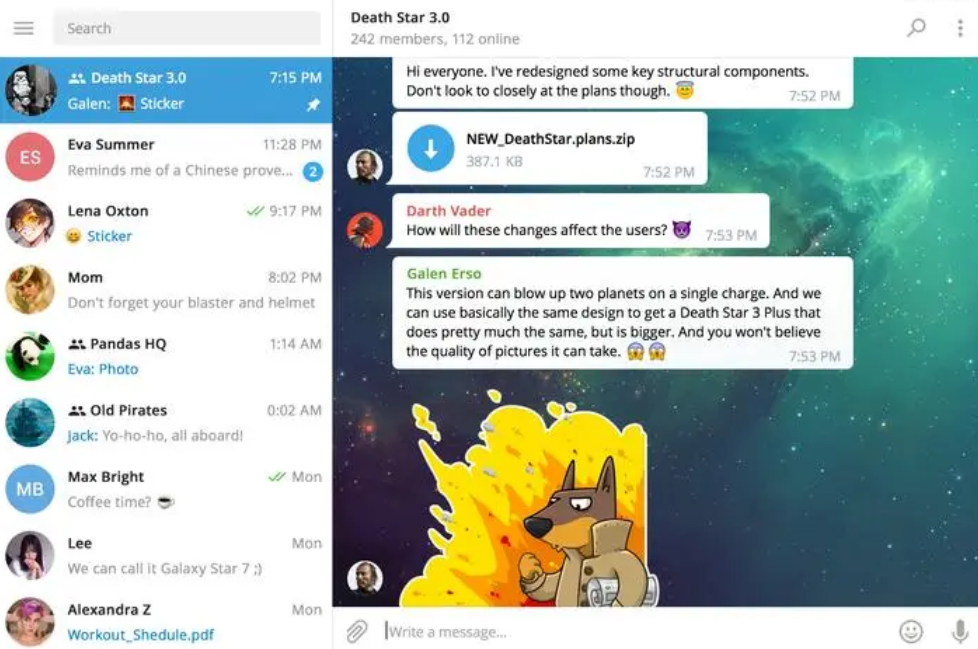 Search
Death Star 3.0 7:15 PM
Galen: Sticker
Eva Summer 11:28 PM
ES
Reminds me of a Chinese prove... 2
Lena Oxton 9:17 PM
Sticker
Mom 8:02 PM
Don't forget your blaster and helmet
Pandas HQ 1:14 AM
Eva: Photo
Old Pirates 0:02 AM
Jack: Yo-ho-ho, all aboard!
Max Bright Mon
MB
Coffee time?
Lee Mon
We can call it Galaxy Star 7 ;)
Alexandra Z Mon
Workout_Shedule.pdf
Death Star 3.0
242 members, 112 online
Hi everyone. I've redesigned some key structural components.
Don't look to closely at the plans though. 7:52 PM
NEW_DeathStar.plans.zip
387.1 KB
7:52 PM
Darth Vader
How will these changes affect the users? 7:53 PM
Galen Erso
This version can blow up two planets on a single charge. And we
can use basically the same design to get a Death Star 3 Plus that
does pretty much the same, but is bigger. And you won't believe
the quality of pictures it can take. 7:53 PM
Write a message...